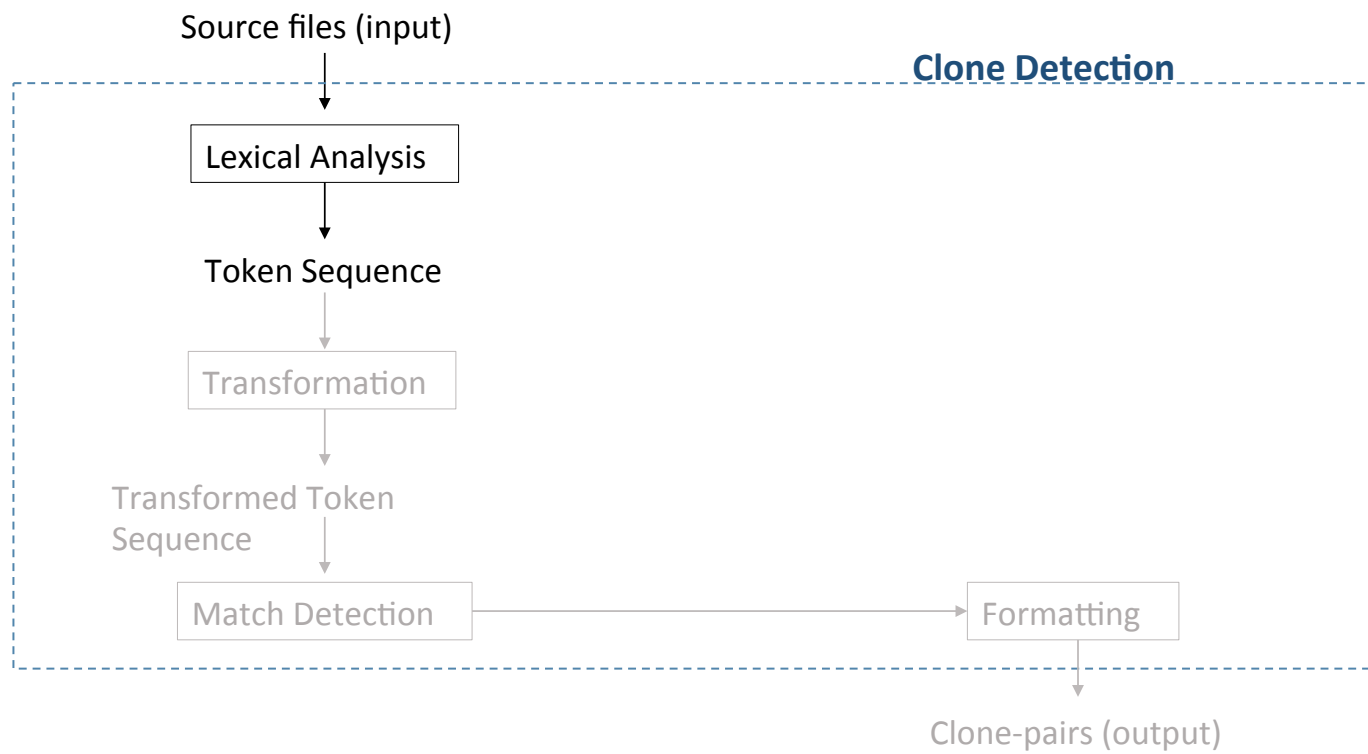 Source files (input)
Clone Detection
Lexical Analysis
Token Sequence
Transformation
Transformed Token
Sequence
Match Detection
Formatting
Clone-pairs (output)